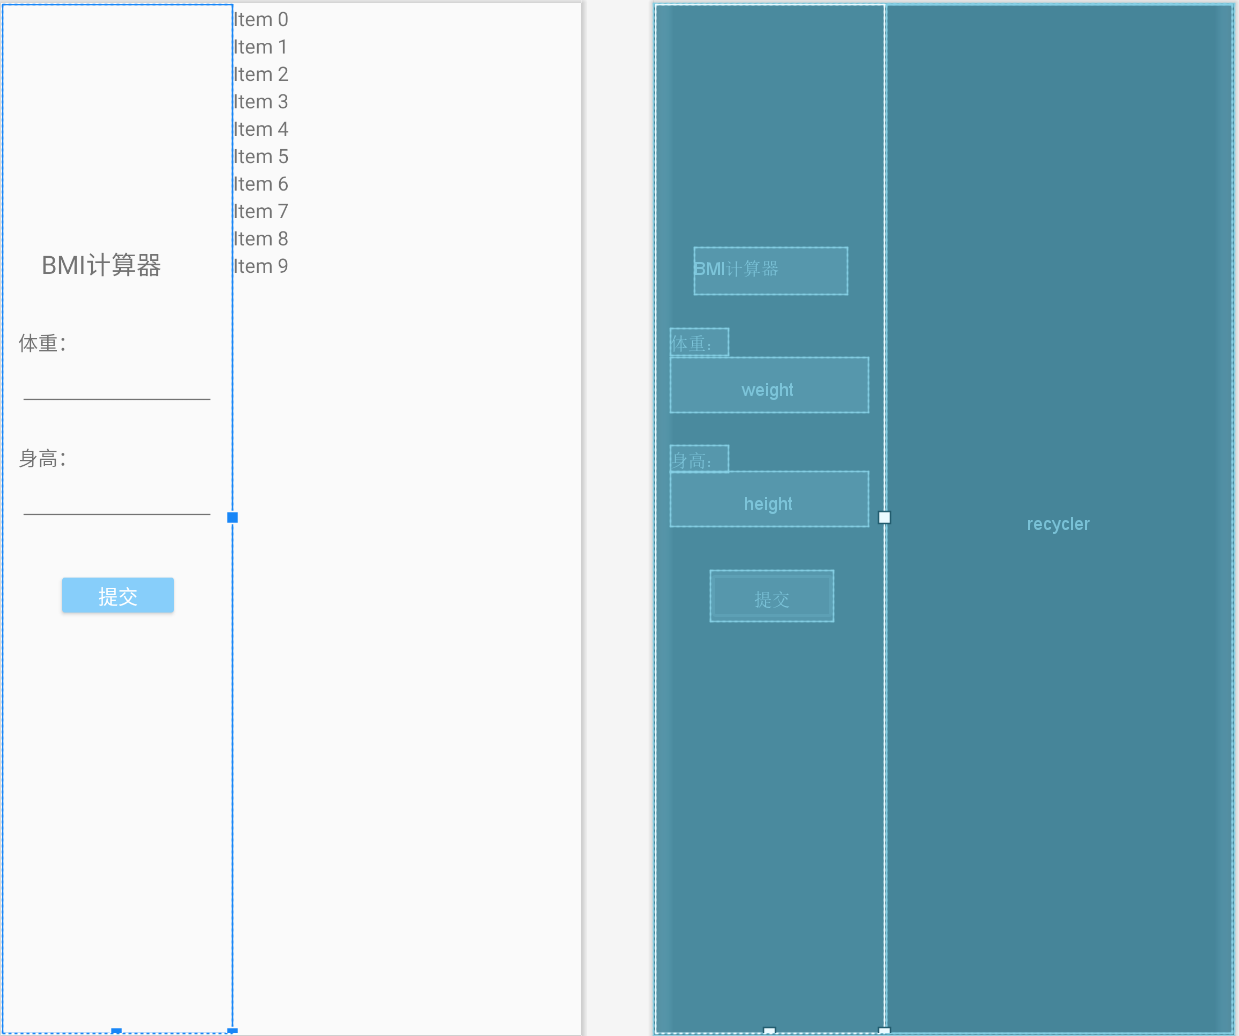 Item 0
Item 1
Item 2
Item 3
Item 4
Item 5
Item 6
Item 7
Item 8
Item 9
BMI计算器
体重：
身高：
提交
BMI计算器
体重：
weight
身高：
height
提交
recycler